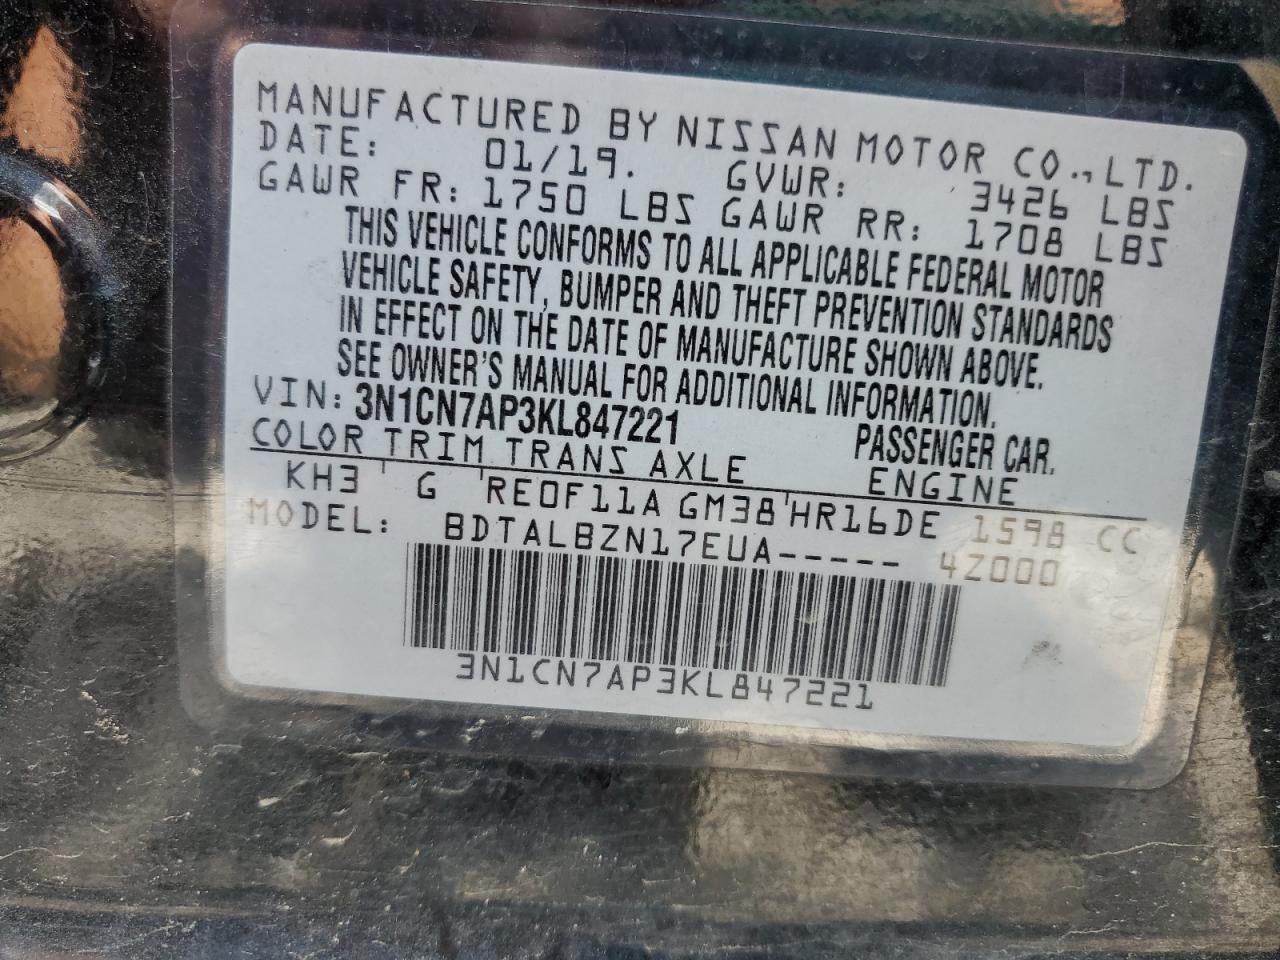 MANUFACTURED BY NISSAN MOTOR CO., LTD.
DATE: 01/19. GVWR: 3426 LBS
GAWR FR: 1750 LBS GAWR RR: 1708 LBS
THIS VEHICLE CONFORMS TO ALL APPLICABLE FEDERAL MOTOR
VEHICLE SAFETY, BUMPER AND THEFT PREVENTION STANDARDS
IN EFFECT ON THE DATE OF MANUFACTURE SHOWN ABOVE.
SEE OWNER'S MANUAL FOR ADDITIONAL INFORMATION.
VIN: 3N1CN7AP3KL847221 PASSENGER CAR.
COLOR TRIM TRANS AXLE ENGINE
KH3 G RE0F11A GM38 HR16DE 1598 CC
MODEL: BDTALBZN17EUA----- 4Z000
3N1CN7AP3KL847221